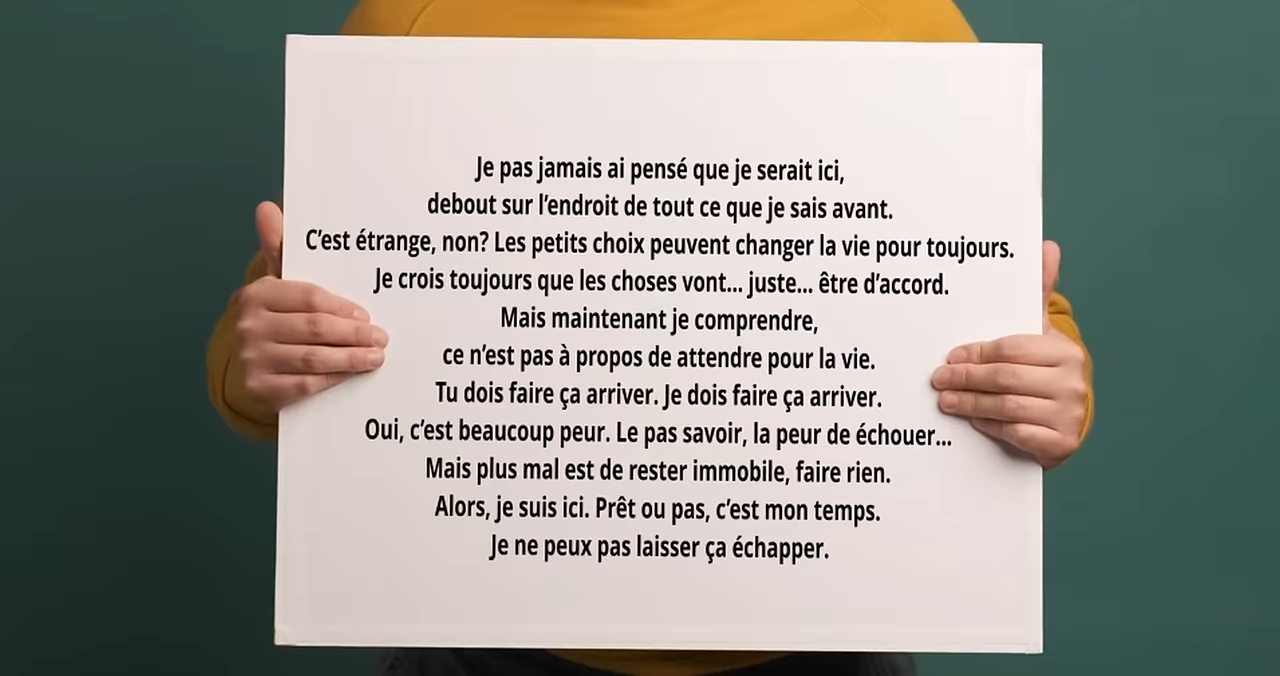 Je pas jamais ai pensé que je serait ici,
debout sur l’endroit de tout ce que je sais avant.
C’est étrange, non? Les petits choix peuvent changer la vie pour toujours.
Je crois toujours que les choses vont... juste... être d’accord.
Mais maintenant je comprendre,
ce n’est pas à propos de attendre pour la vie.
Tu dois faire ça arriver. Je dois faire ça arriver.
Oui, c’est beaucoup peur. Le pas savoir, la peur de échouer...
Mais plus mal est de rester immobile, faire rien.
Alors, je suis ici. Prêt ou pas, c’est mon temps.
Je ne peux pas laisser ça échapper.